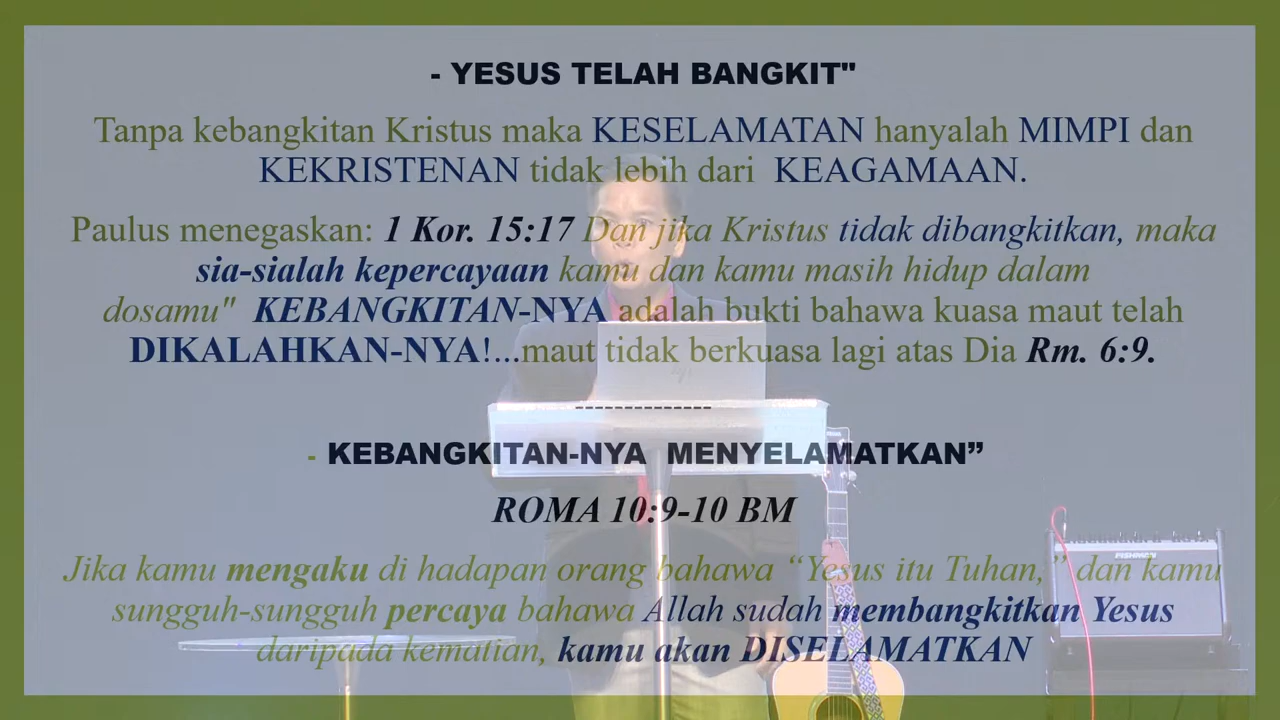 - YESUS TELAH BANGKIT"
Tanpa kebangkitan Kristus maka KESELAMATAN hanyalah MIMPI dan
KEKRISTENAN tidak lebih dari KEAGAMAAN.
Paulus menegaskan: 1 Kor. 15:17 Dan jika Kristus tidak dibangkitkan, maka
sia-sialah kepercayaan kamu dan kamu masih hidup dalam
dosamu" KEBANGKITAN-NYA adalah bukti bahawa kuasa maut telah
DIKALAHKAN-NYA!...maut tidak berkuasa lagi atas Dia Rm. 6:9.
---------------
- KEBANGKITAN-NYA MENYELAMATKAN”
ROMA 10:9-10 BM
Jika kamu mengaku di hadapan orang bahawa “Yesus itu Tuhan,” dan kamu
sungguh-sungguh percaya bahawa Allah sudah membangkitkan Yesus
daripada kematian, kamu akan DISELAMATKAN
FISHMAN